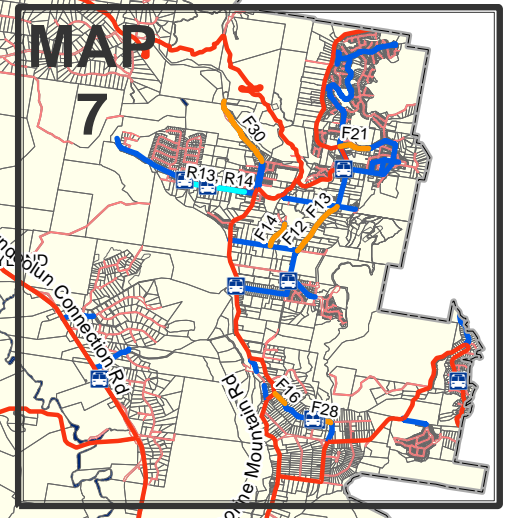 MAP
7
F30
F21
R13
R14
F13
F12
F14
F16
F28
Connection Rd
Mountain Rd